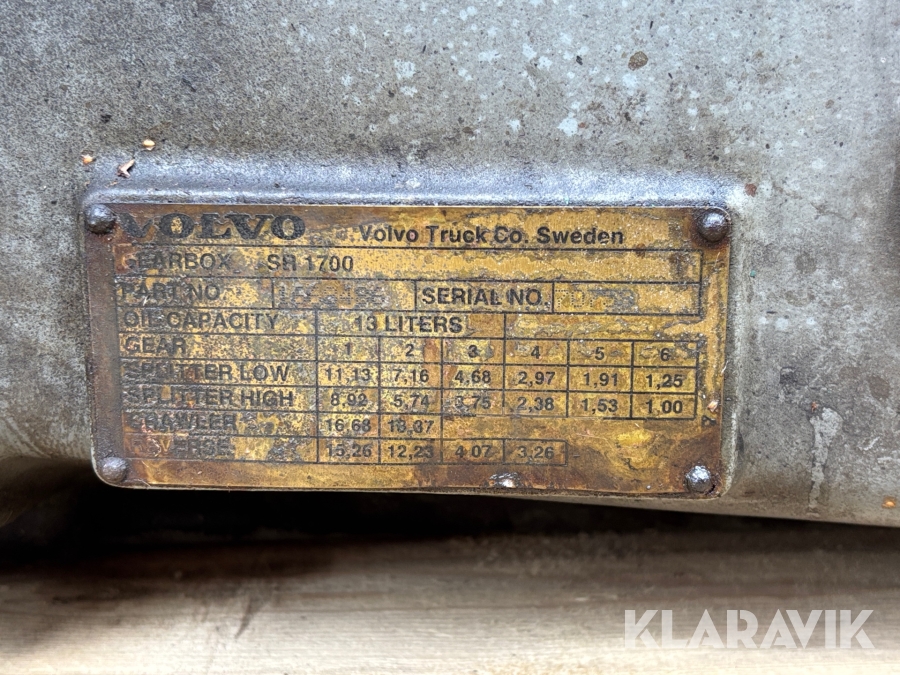 VOLVO Volvo Truck Co. Sweden
GEARBOX SR 1700
PART NO. SERIAL NO.
OIL CAPACITY 13 LITERS
GEAR 1 2 3 4 5 6
SPLITTER LOW 11,13 7,16 4,68 2,97 1,91 1,25
SPLITTER HIGH 8,92 5,74 3,75 2,38 1,53 1,00
CRAWLER 16,68 13,37
15,26 12,23 4,07 3,26
KLARAVIK